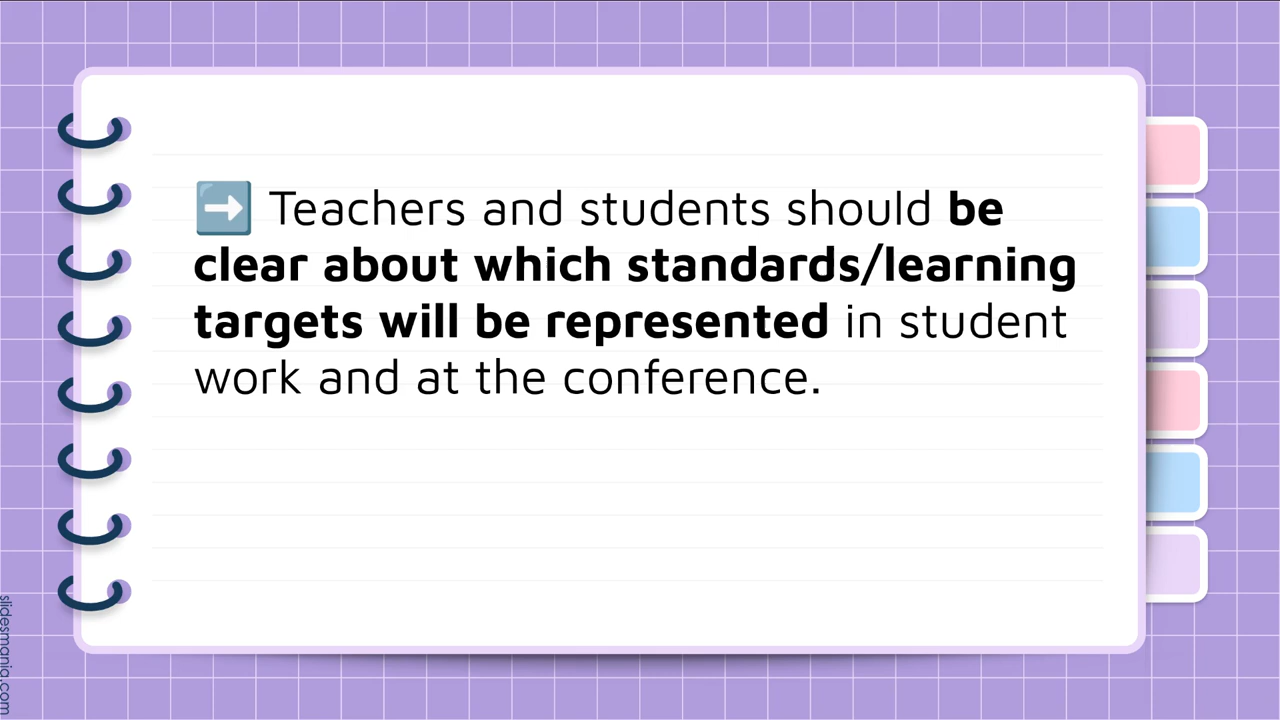 ➡️ Teachers and students should be
clear about which standards/learning
targets will be represented in student
work and at the conference.
slidesmania.com